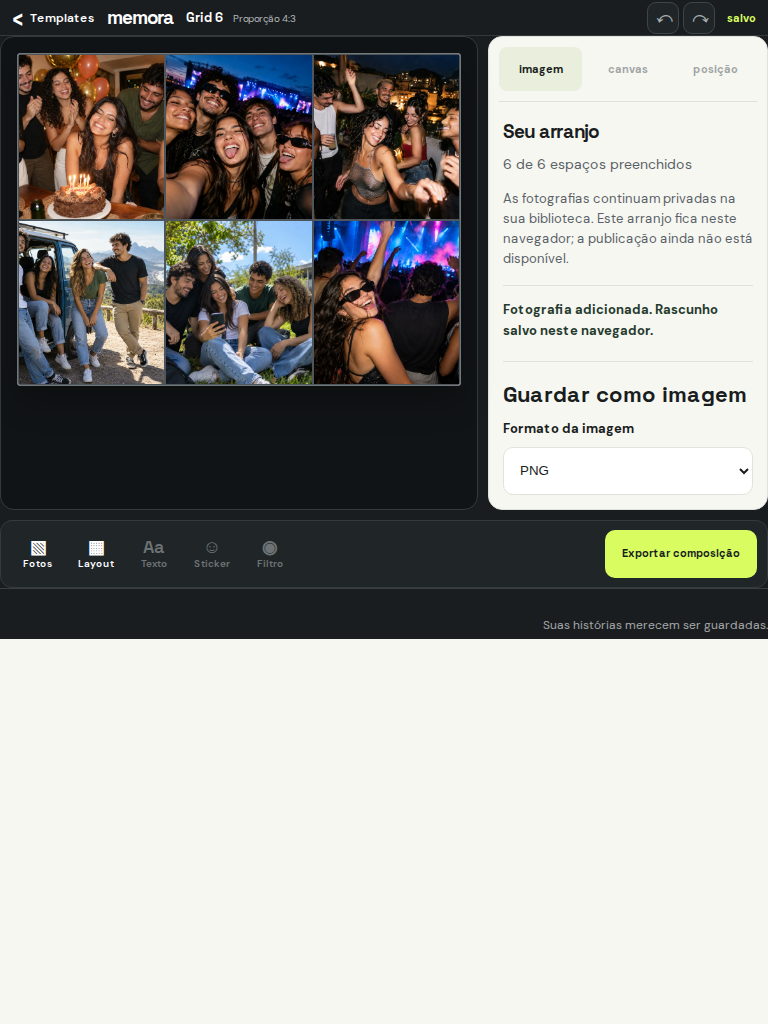 Templates memora Grid 6 Proporção 4:3 salvo
imagem canvas posição
Seu arranjo
6 de 6 espaços preenchidos
As fotografias continuam privadas na
sua biblioteca. Este arranjo fica neste
navegador; a publicação ainda não está
disponível.
Fotografia adicionada. Rascunho
salvo neste navegador.
Guardar como imagem
Formato da imagem
PNG
Aa
Fotos Layout Texto Sticker Filtro
Exportar composição
Suas histórias merecem ser guardadas.